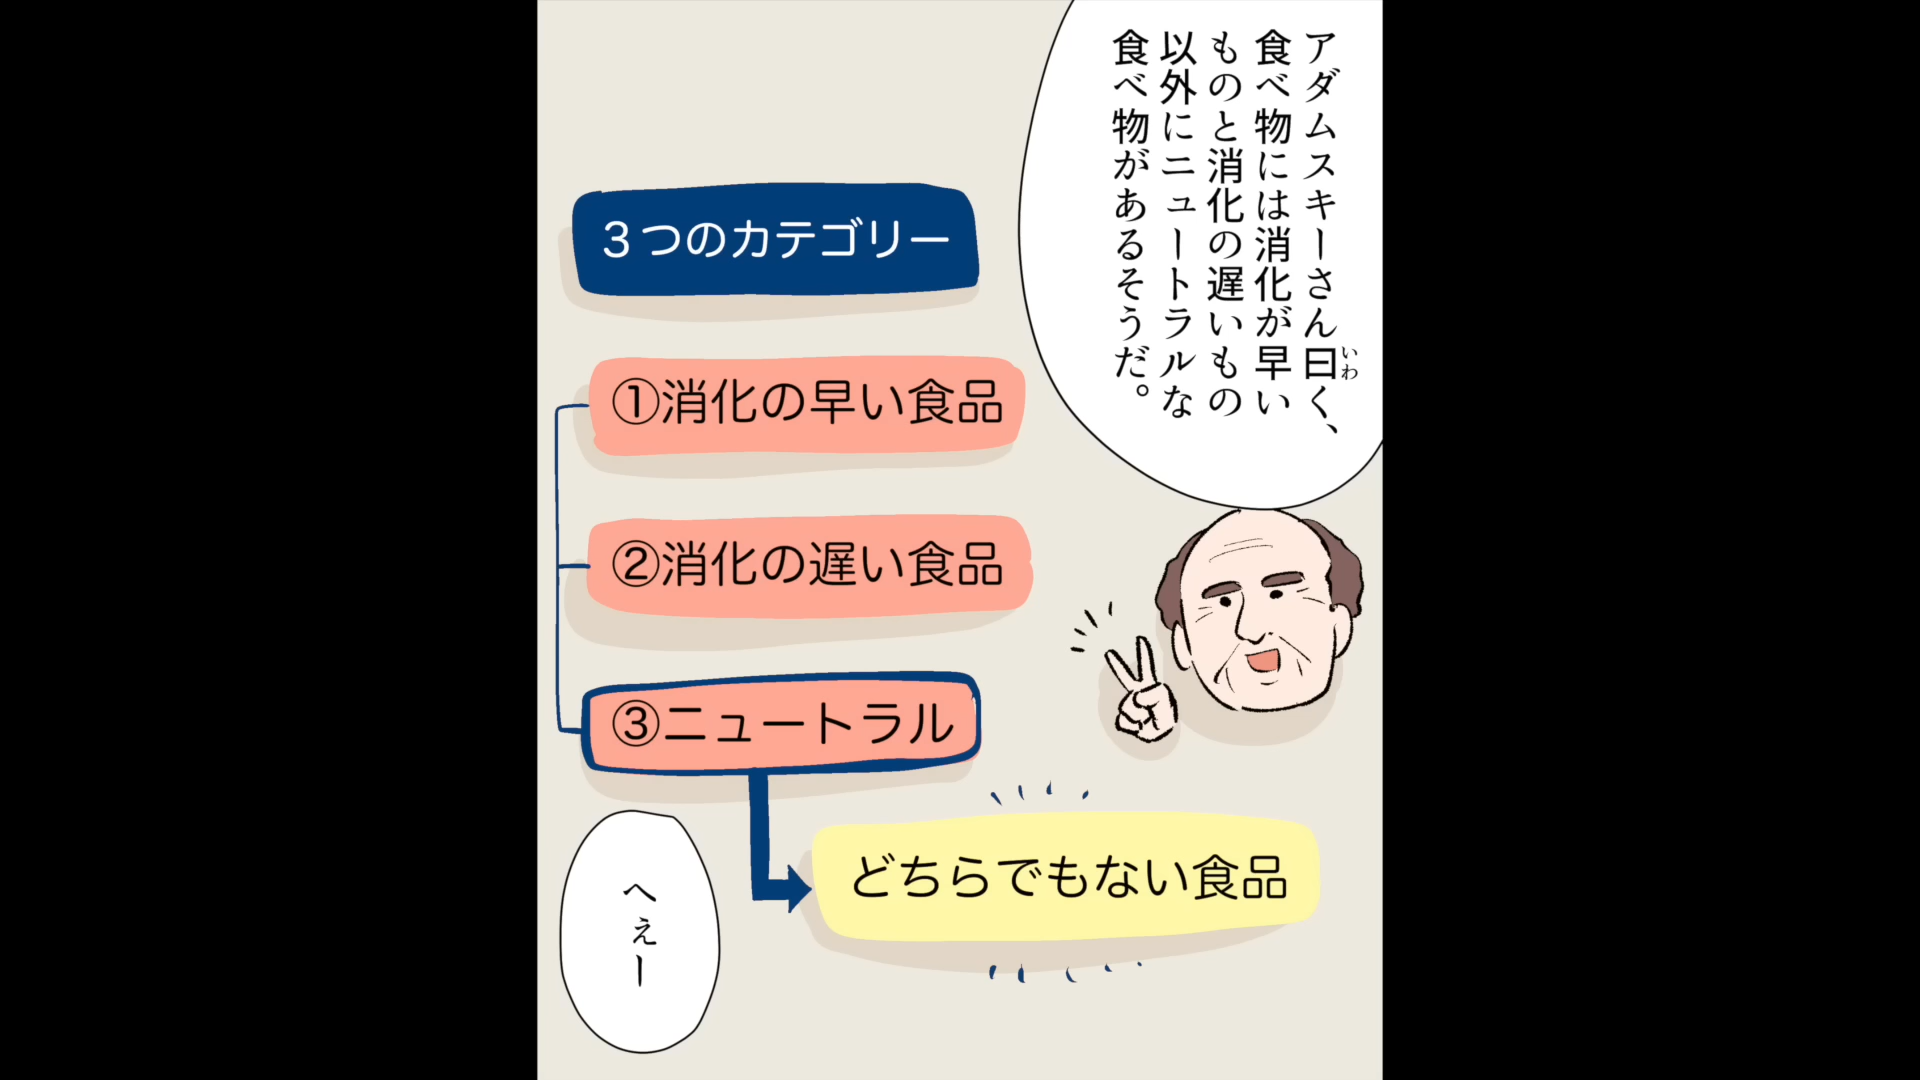 アダムスキーさん曰く、
いわ
食べ物には消化が早い
ものと消化の遅いもの
以外にニュートラルな
食べ物があるそうだ。
３つのカテゴリー
①消化の早い食品
②消化の遅い食品
③ニュートラル
どちらでもない食品
へぇー